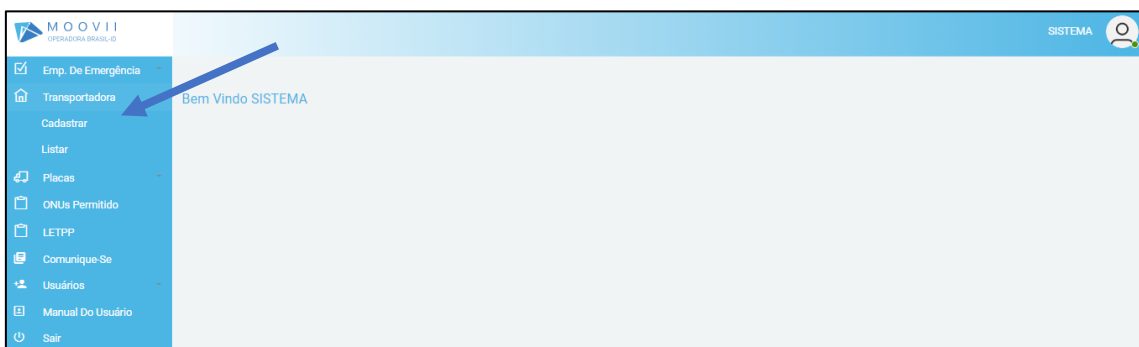 MOOVII
OPERADORA BRASIL-ID
SISTEMA
Emp. De Emergência
Transportadora
Bem Vindo SISTEMA
Cadastrar
Listar
Placas
ONUs Permitido
LETPP
Comunique-Se
Usuários
Manual Do Usuário
Sair